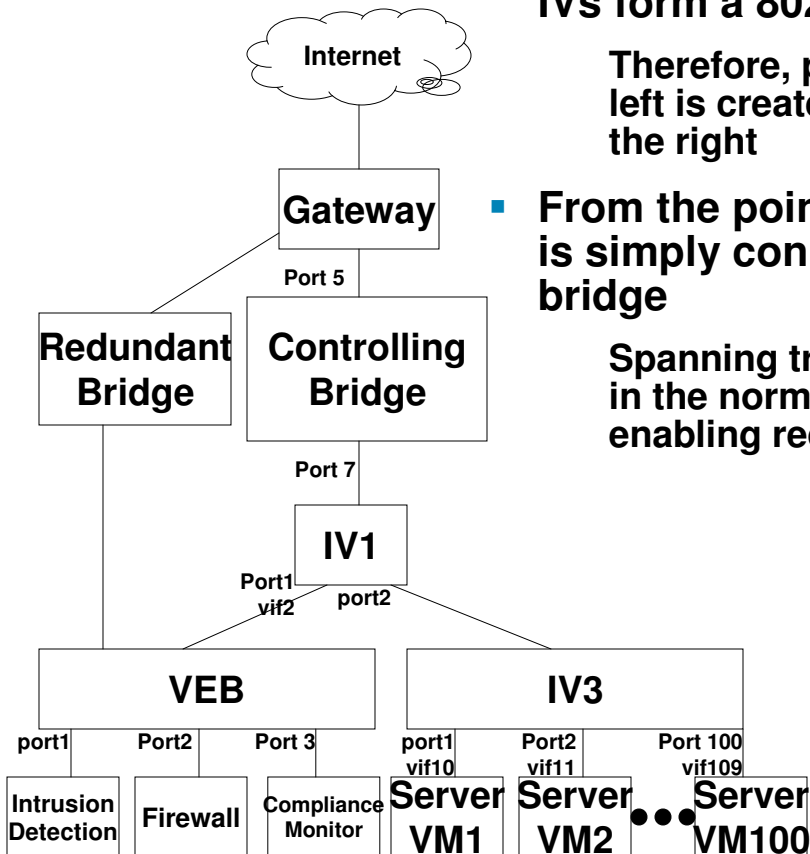 IVs form a 802
Internet
Therefore, p
left is create
the right
Gateway
From the poin
is simply con
bridge
Port 5
Redundant
Bridge
Controlling
Bridge
Spanning tr
in the norm
enabling re
Port 7
IV1
Port1
vif2
port2
VEB
IV3
port1
Port2
Port 3
port1
vif10
Port2
vif11
Port 100
vif109
Intrusion
Detection
Firewall
Compliance
Monitor
Server
VM1
Server
VM2
Server
VM100